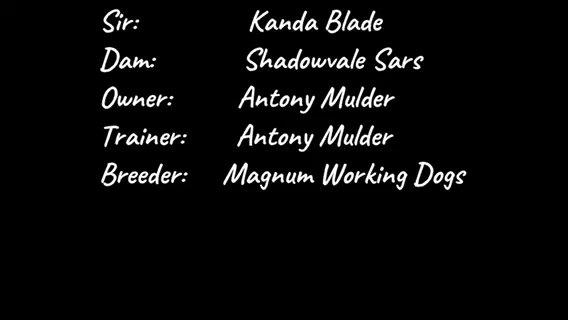 Sir: Kanda Blade
Dam: Shadowvale Sars
Owner: Antony Mulder
Trainer: Antony Mulder
Breeder: Magnum Working Dogs